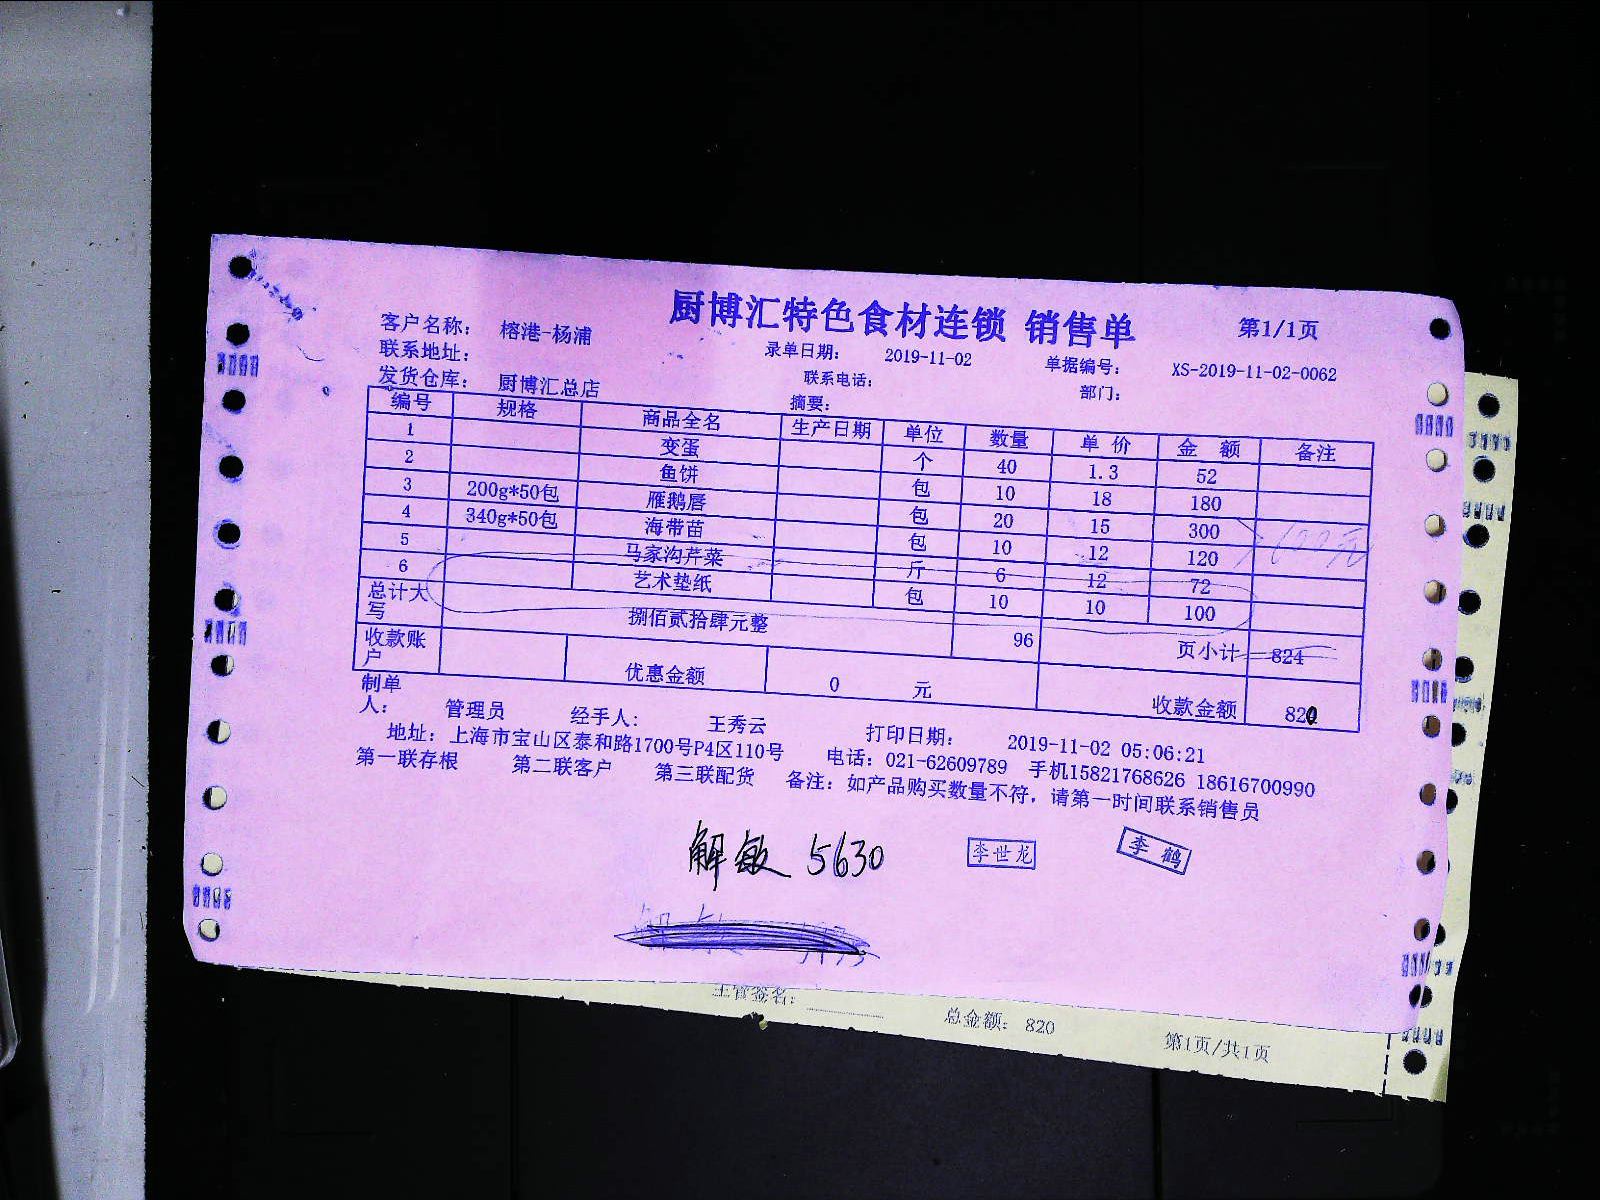 厨博汇特色食材连锁 销售单 第1/1页
客户名称: 榕港-杨浦 录单日期: 2019-11-02 单据编号: XS-2019-11-02-0062
联系地址: 联系电话: 部门:
发货仓库: 厨博汇总店 摘要:
编号 规格 商品全名 生产日期 单位 数量 单价 金额 备注
1 变蛋 个 40 1.3 52
2 鱼饼 包 10 18 180
3 200g*50包 雁鹅唇 包 20 15 300
4 340g*50包 海带苗 包 10 12 120
5 马家沟芹菜 斤 6 12 72
6 艺术垫纸 包 10 10 100
总计大写 捌佰贰拾肆元整 96 页小计 824
收款账户 优惠金额 0 元 收款金额 820
制单人: 管理员 经手人: 王秀云 打印日期: 2019-11-02 05:06:21
地址: 上海市宝山区泰和路1700号P4区110号 电话: 021-62609789 手机15821768626 18616700990
第一联存根 第二联客户 第三联配货 备注: 如产品购买数量不符, 请第一时间联系销售员
解敏 5630 李世龙 李鹤
主管签名: 总金额: 820 第1页/共1页